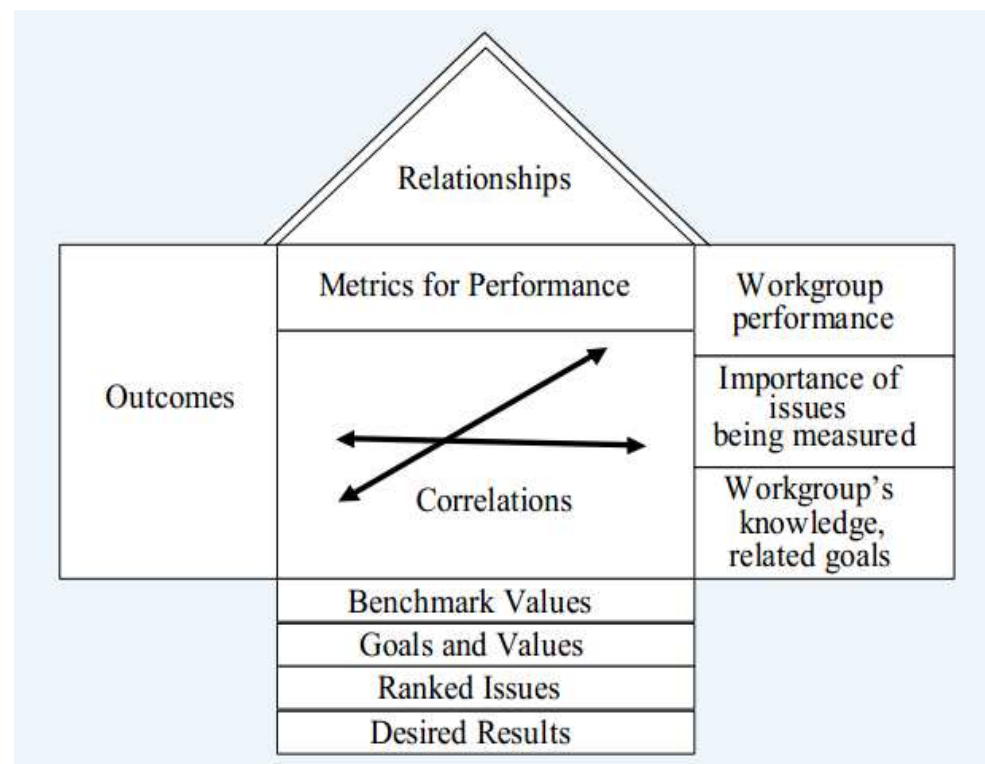 Relationships
Metrics for Performance
Outcomes
Correlations
Workgroup
performance
Importance of
issues
being measured
Workgroup’s
knowledge,
related goals
Benchmark Values
Goals and Values
Ranked Issues
Desired Results